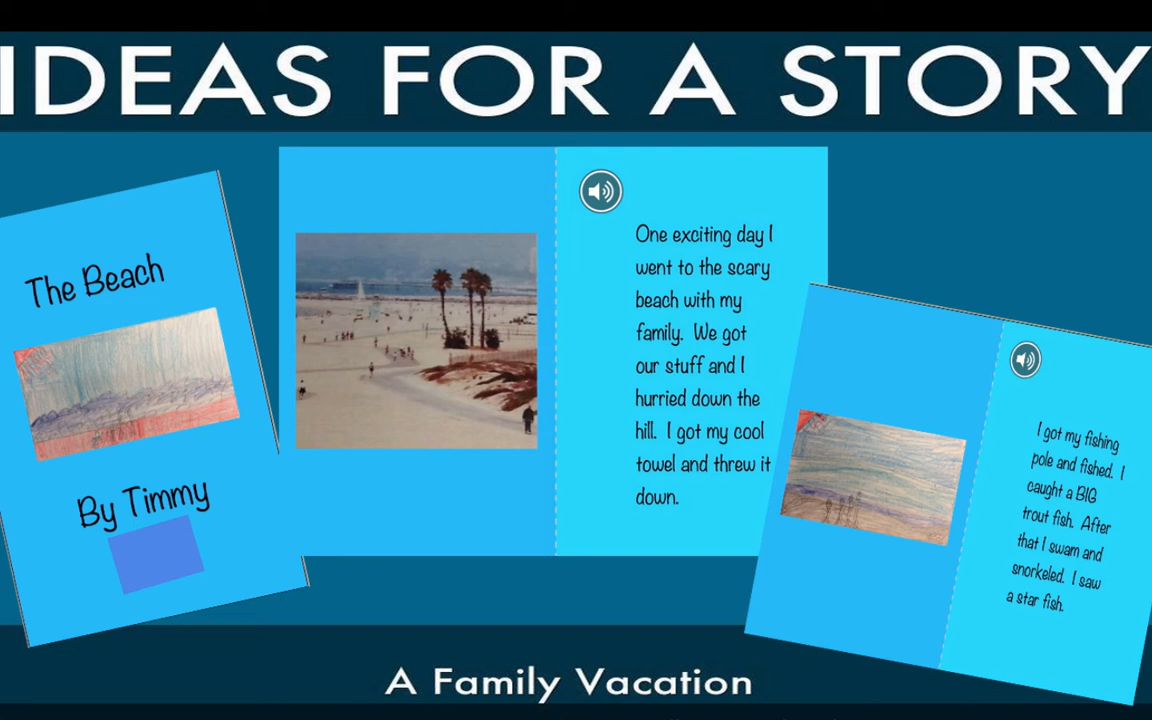 IDEAS FOR A STORY
The Beach
By Timmy
One exciting day I
went to the scary
beach with my
family. We got
our stuff and I
hurried down the
hill. I got my cool
towel and threw it
down.
I got my fishing
pole and fished. I
caught a BIG
trout fish. After
that I swam and
snorkeled. I saw
a star fish.
A Family Vacation